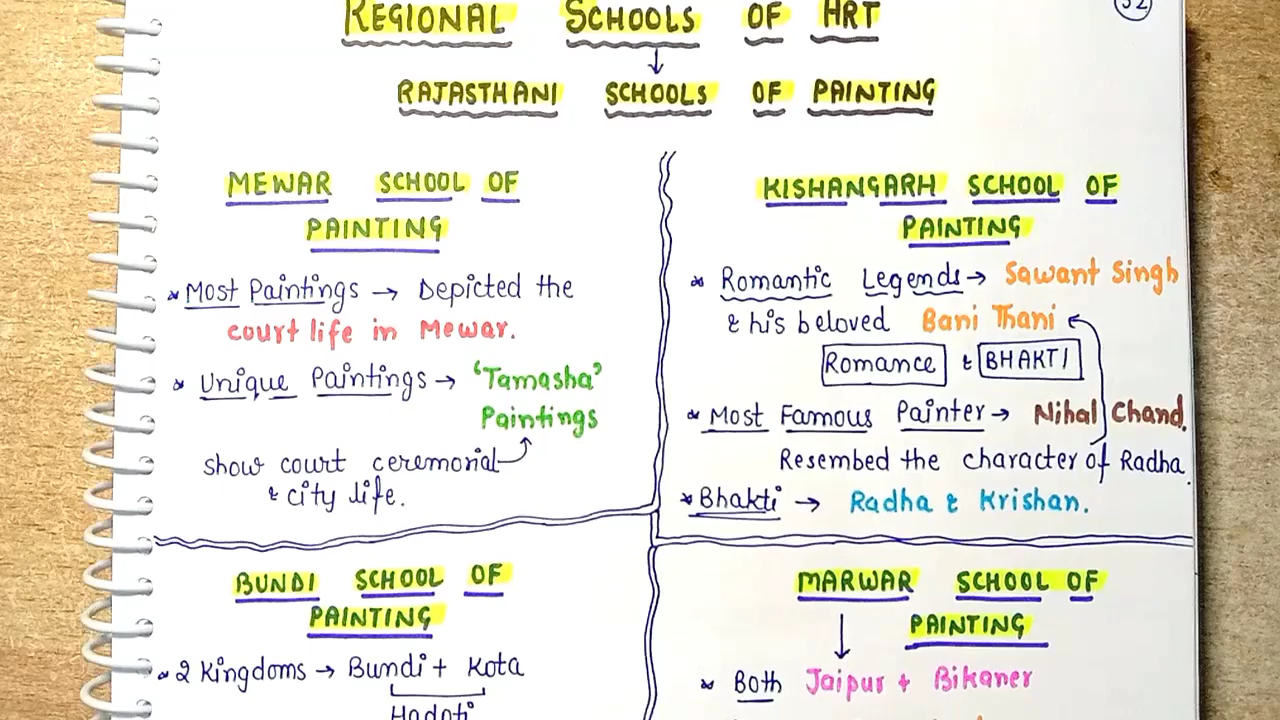 REGIONAL SCHOOLS OF ART
32
RAJASTHANI SCHOOLS OF PAINTING
MEWAR SCHOOL OF
PAINTING
Most Paintings → Depicted the
court life in Mewar.
Unique Paintings → 'Tamasha'
Paintings
show court ceremonial
& city life.
KISHANGARH SCHOOL OF
PAINTING
Romantic Legends → Sawant Singh
& his beloved Bani Thani
Romance & BHAKTI
Most Famous Painter → Nihal Chand.
Resembed the character of Radha.
Bhakti → Radha & Krishan.
BUNDI SCHOOL OF
PAINTING
2 Kingdoms → Bundi + Kota
Hadoti
MARWAR SCHOOL OF
PAINTING
Both Jaipur + Bikaner